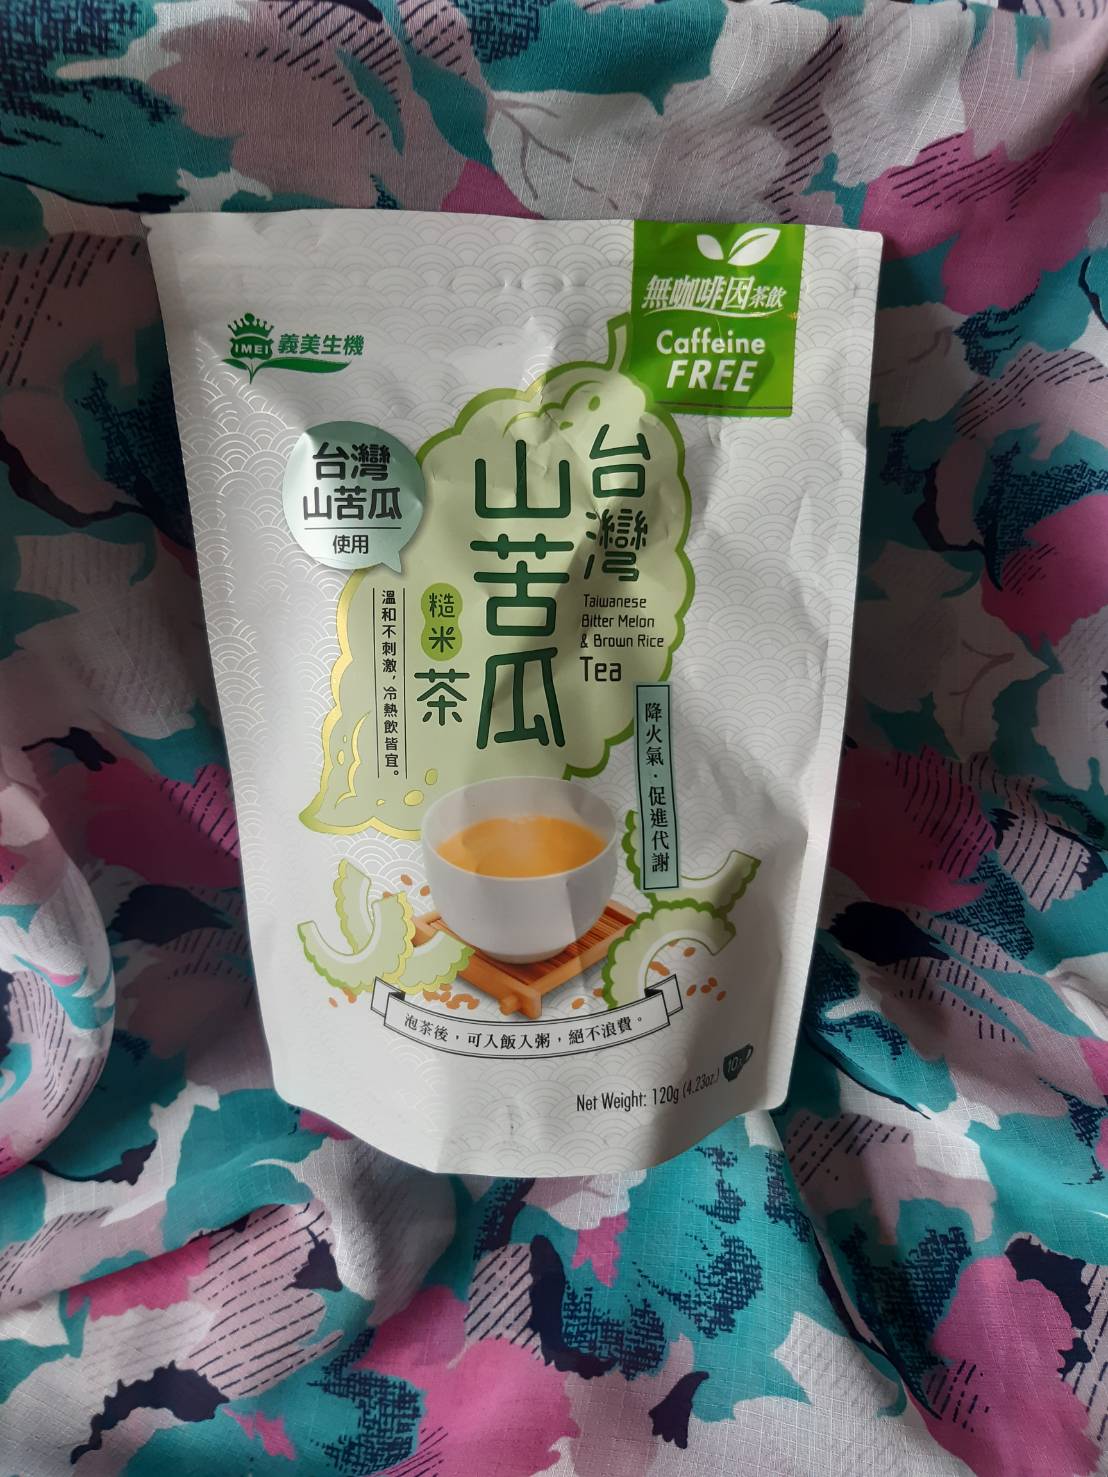 無咖啡因茶飲
Caffeine
FREE
IMEI 義美生機
台灣
山苦瓜
使用
台灣
山苦瓜
糙米
茶
Taiwanese
Bitter Melon
& Brown Rice
Tea
溫和不刺激,冷熱飲皆宜。
降火氣·促進代謝
泡茶後,可入飯入粥,絕不浪費。
Net Weight: 120g (4.23oz.)